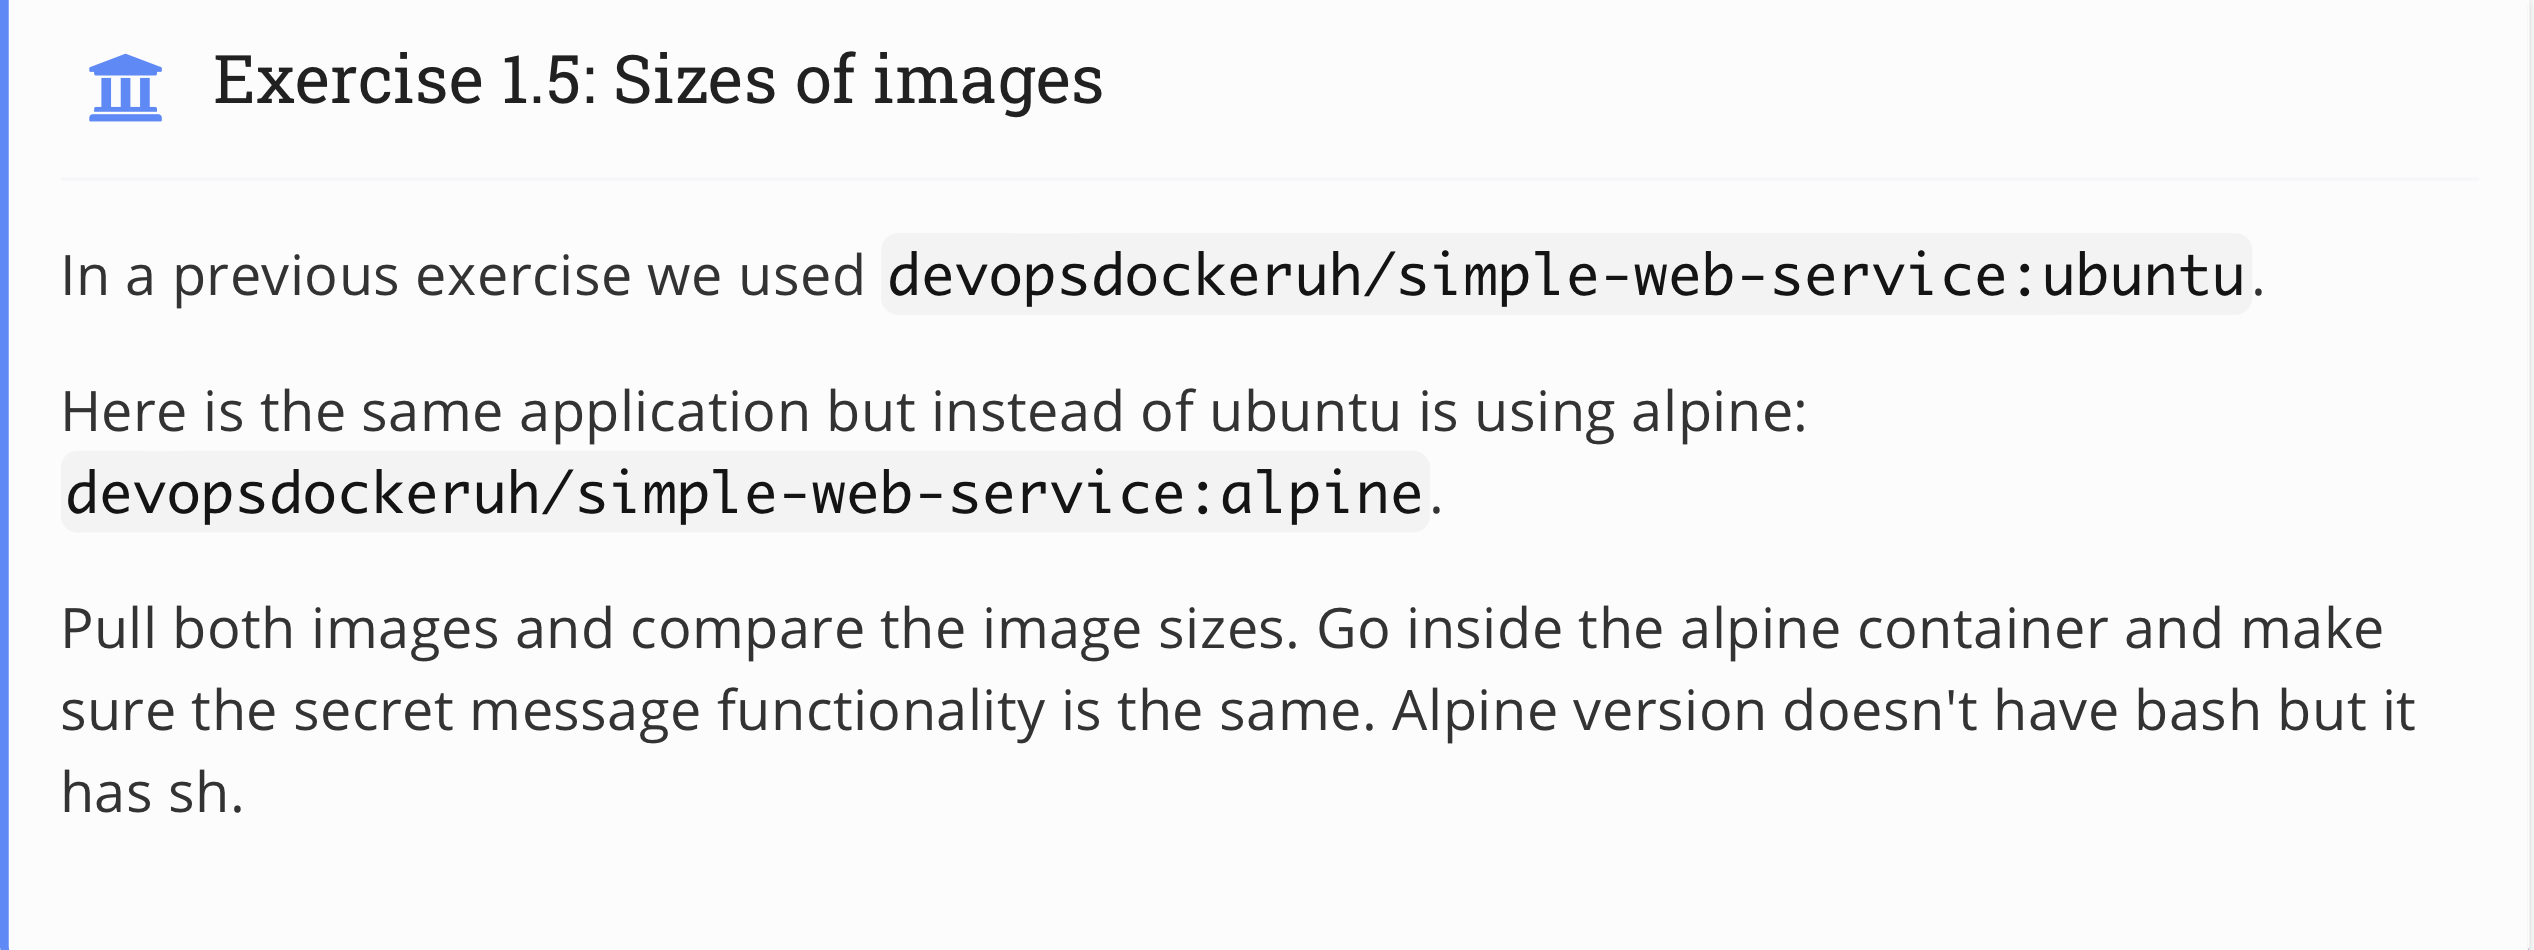 Exercise 1.5: Sizes of images
In a previous exercise we used devopsdockeruh/simple-web-service:ubuntu.
Here is the same application but instead of ubuntu is using alpine:
devopsdockeruh/simple-web-service:alpine.
Pull both images and compare the image sizes. Go inside the alpine container and make
sure the secret message functionality is the same. Alpine version doesn't have bash but it
has sh.